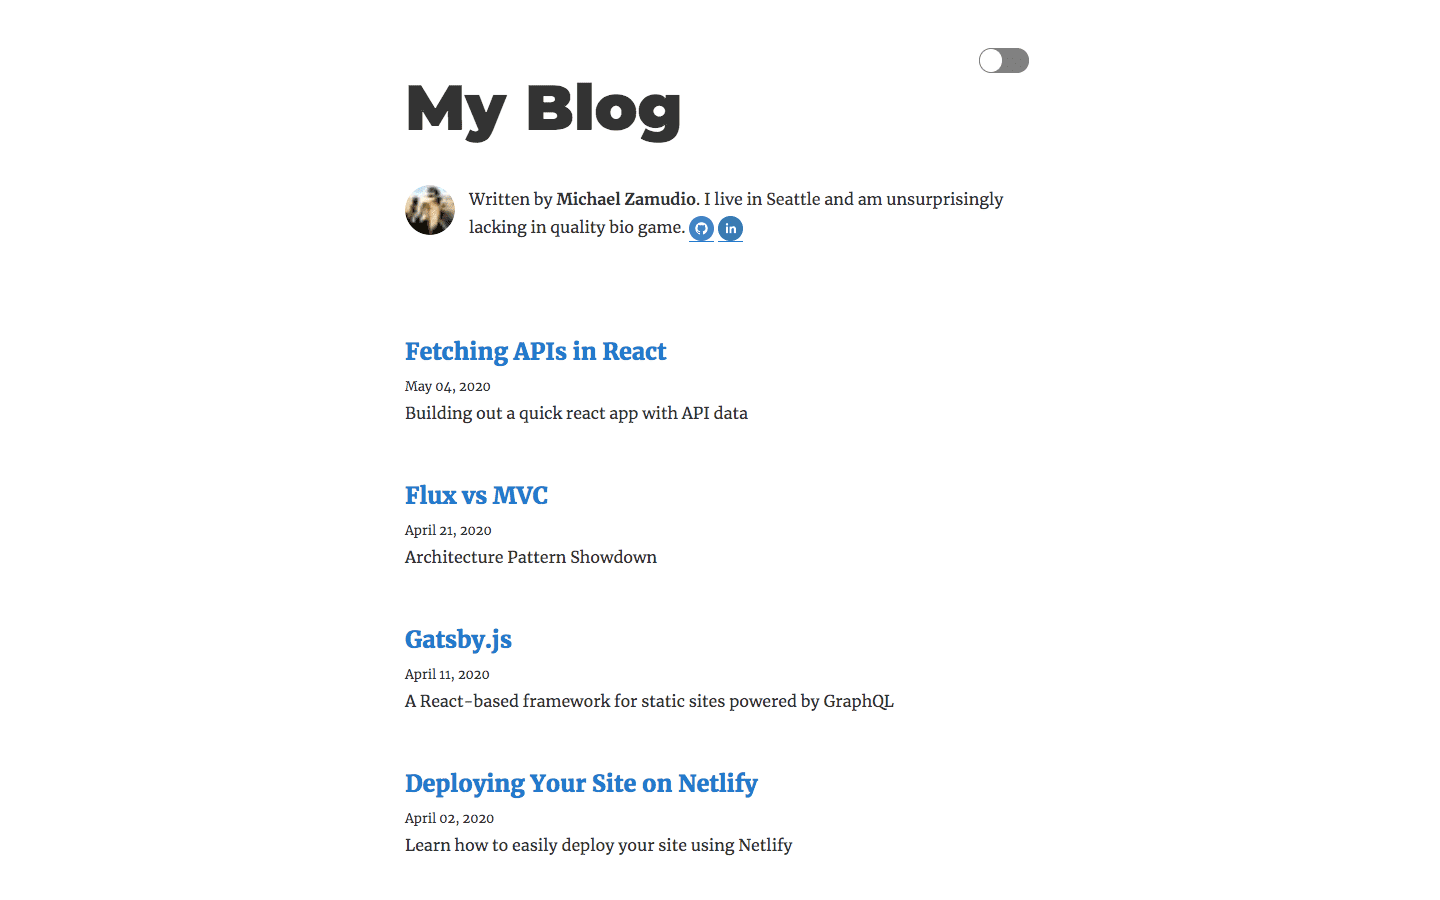 My Blog
Written by Michael Zamudio. I live in Seattle and am unsurprisingly
lacking in quality bio game. in
Fetching APIs in React
May 04, 2020
Building out a quick react app with API data
Flux vs MVC
April 21, 2020
Architecture Pattern Showdown
Gatsby.js
April 11, 2020
A React-based framework for static sites powered by GraphQL
Deploying Your Site on Netlify
April 02, 2020
Learn how to easily deploy your site using Netlify